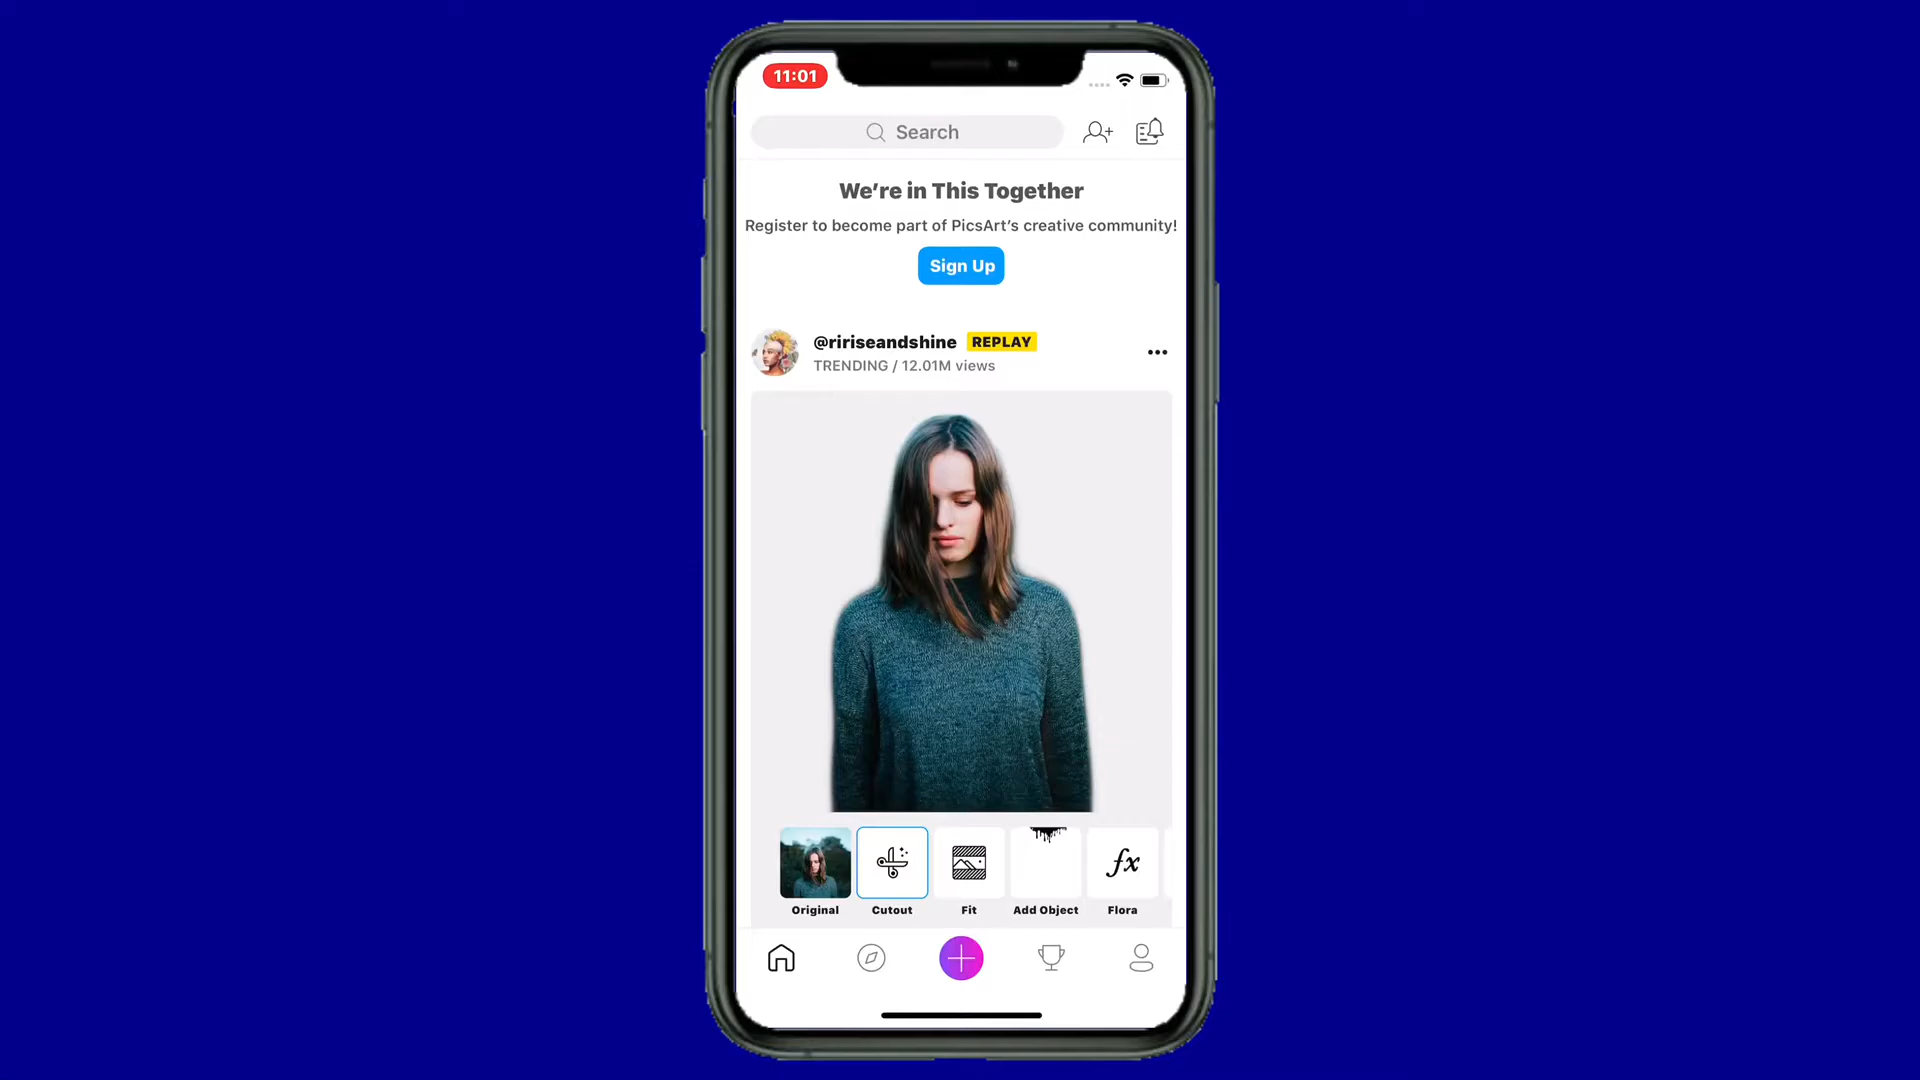 11:01
Search
We're in This Together
Register to become part of PicsArt's creative community!
Sign Up
@ririseandshine REPLAY
TRENDING / 12.01M views
fx
Original Cutout Fit Add Object Flora